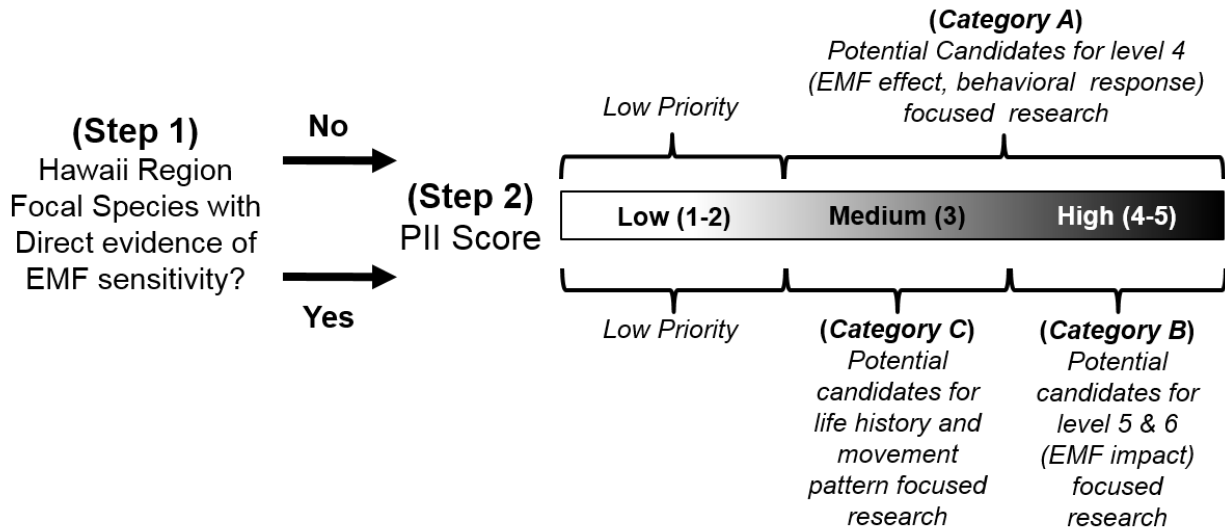 (Step 1)
Hawaii Region
Focal Species with
Direct evidence of
EMF sensitivity?
No
Yes
(Step 2)
PII Score
Low Priority
(Category A)
Potential Candidates for level 4
(EMF effect, behavioral response)
focused research
Low (1-2)
Medium (3)
High (4-5)
Low Priority
(Category C)
Potential
candidates for
life history and
movement
pattern focused
research
(Category B)
Potential
candidates for
level 5 & 6
(EMF impact)
focused
research